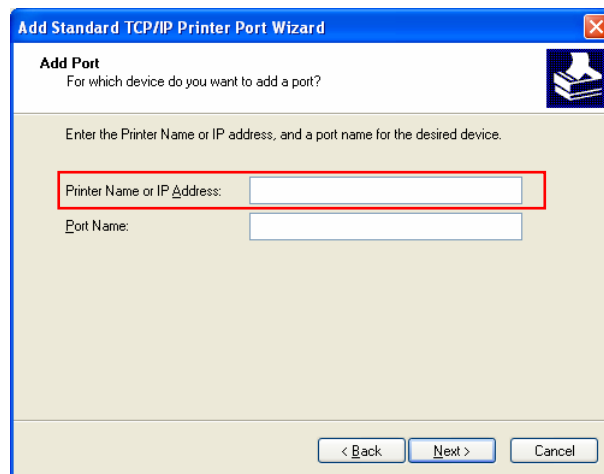 Add Standard TCP/IP Printer Port Wizard
Add Port
For which device do you want to add a port?
Enter the Printer Name or IP address, and a port name for the desired device.
Printer Name or IP Address:
Port Name:
< Back Next > Cancel